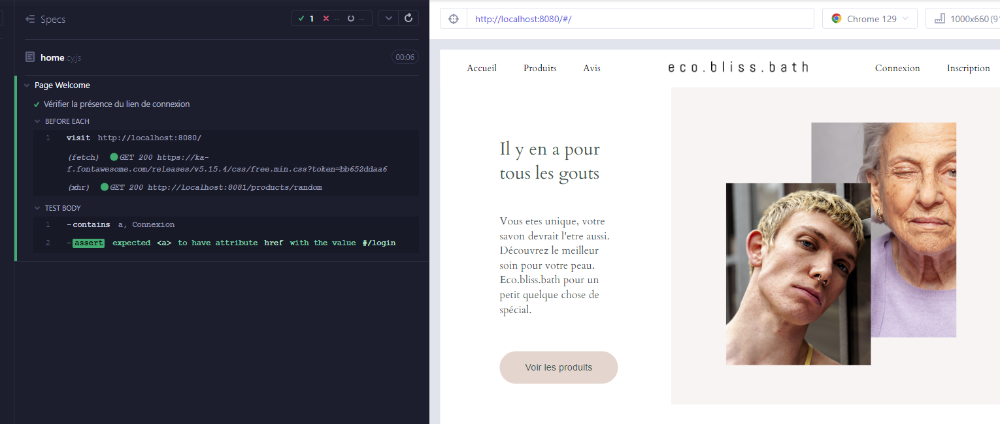 Specs
1 -- --
home.cy.js
00:06
Page Welcome
Vérifier la présence du lien de connexion
BEFORE EACH
1 visit http://localhost:8080/
(fetch) GET 200 https://ka-
f.fontawesome.com/releases/v5.15.4/css/free.min.css?token=bb652ddaa6
(xhr) GET 200 http://localhost:8081/products/random
TEST BODY
1 -contains a, Connexion
2 -assert expected <a> to have attribute href with the value #/login
http://localhost:8080/#/
Chrome 129
1000x660 (91
Accueil Produits Avis eco.bliss.bath Connexion Inscription
Il y en a pour
tous les gouts
Vous etes unique, votre
savon devrait l'etre aussi.
Découvrez le meilleur
soin pour votre peau.
Eco.bliss.bath pour un
petit quelque chose de
spécial.
Voir les produits